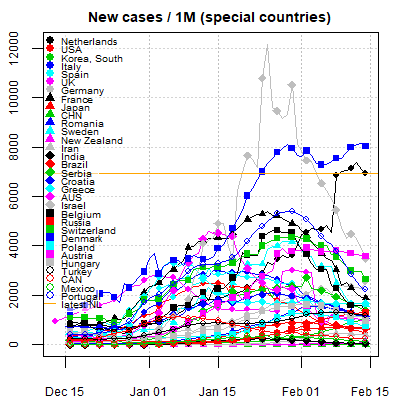 New cases / 1M (special countries)
12000
10000
8000
6000
4000
2000
0
Netherlands
USA
Korea, South
Italy
Spain
UK
Germany
France
Japan
CHN
Romania
Sweden
New Zealand
Iran
India
Brazil
Serbia
Croatia
Greece
AUS
Israel
Belgium
Russia
Switzerland
Denmark
Poland
Austria
Hungary
Turkey
CAN
Mexico
Portugal
latest NL
Dec 15 Jan 01 Jan 15 Feb 01 Feb 15